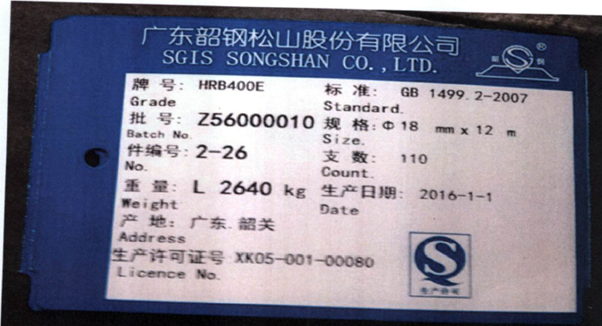 广东韶钢松山股份有限公司
SGIS SONGSHAN CO.,LTD.
韶钢 ®
牌号: HRB400E 标准: GB 1499.2-2007
Grade Standard.
批号: Z56000010 规格: Φ18 mm x 12 m
Batch No. Size.
件编号: 2-26 支数: 110
No. Count.
重量: L 2640 kg 生产日期: 2016-1-1
Weight Date
产地: 广东.韶关
Address
生产许可证号 XK05-001-00080
Licence No.
生产许可